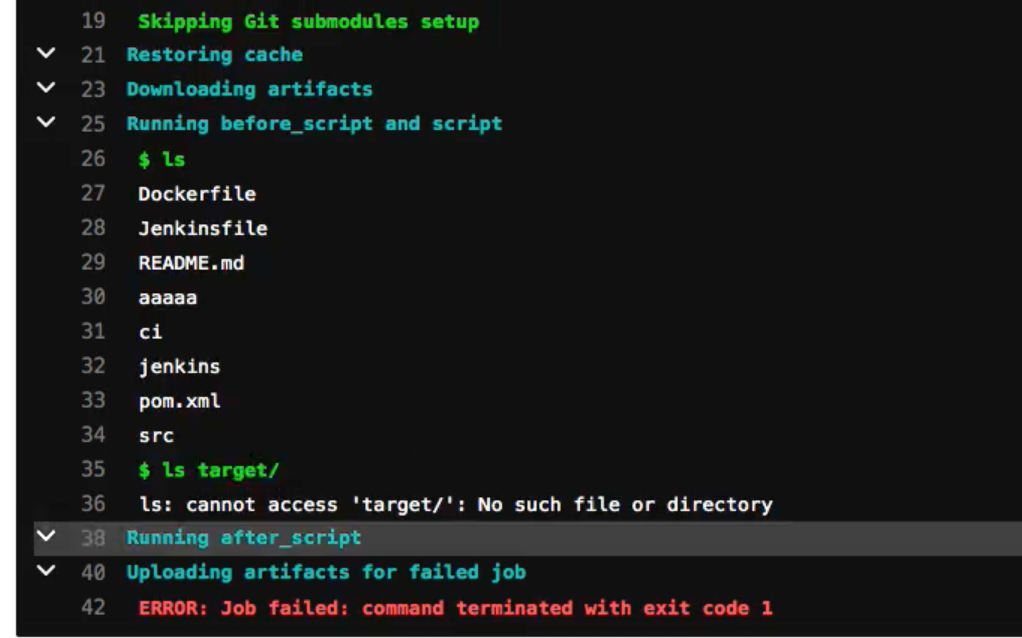 19 Skipping Git submodules setup
21 Restoring cache
23 Downloading artifacts
25 Running before_script and script
26 $ ls
27 Dockerfile
28 Jenkinsfile
29 README.md
30 aaaaa
31 ci
32 jenkins
33 pom.xml
34 src
35 $ ls target/
36 ls: cannot access 'target/': No such file or directory
38 Running after_script
40 Uploading artifacts for failed job
42 ERROR: Job failed: command terminated with exit code 1